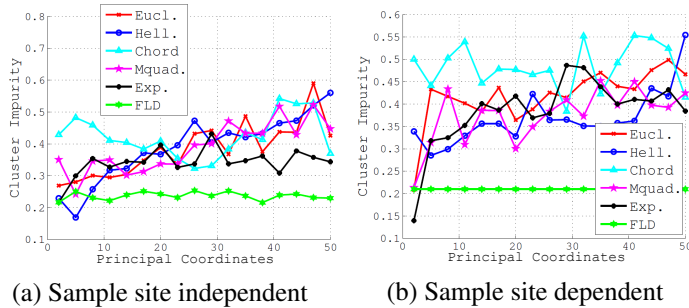 0.8
0.7
0.6
0.5
0.4
0.3
0.2
0.1
Cluster Impurity
0 10 20 30 40 50
Principal Coordinates
Eucl.
Hell.
Chord
Mquad.
Exp.
FLD
(a) Sample site independent
0.6
0.55
0.5
0.45
0.4
0.35
0.3
0.25
0.2
0.15
0.1
Cluster Impurity
0 10 20 30 40 50
Principal Coordinates
Eucl.
Hell.
Chord
Mquad.
Exp.
FLD
(b) Sample site dependent